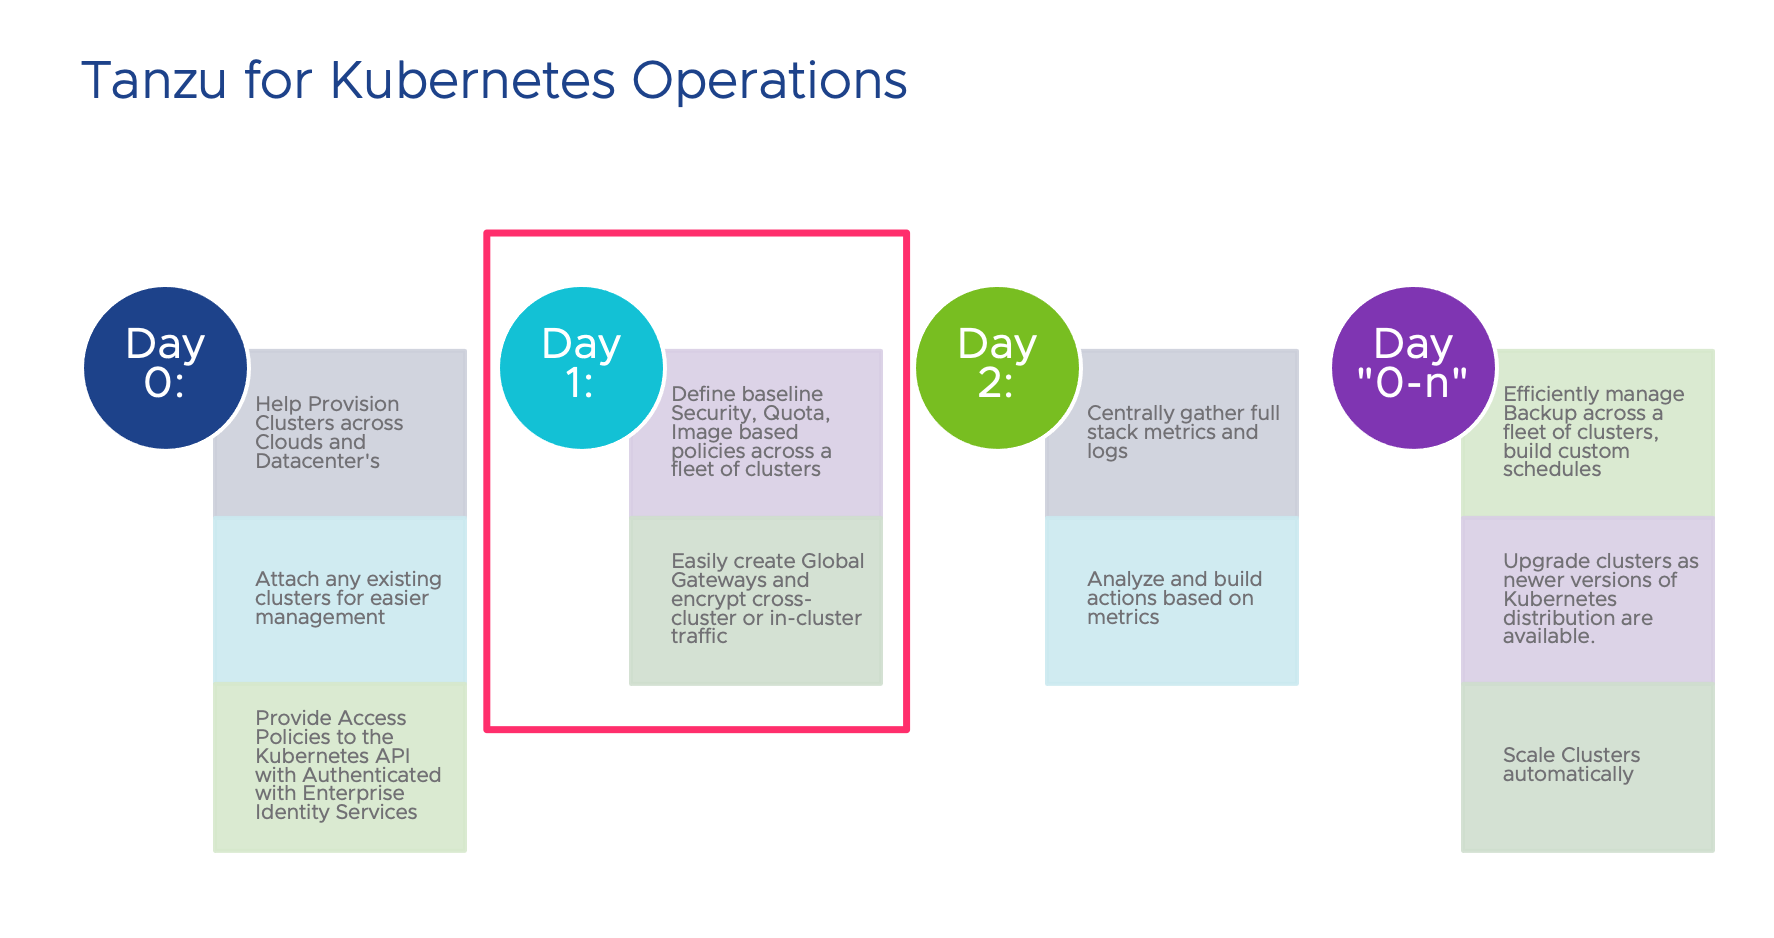 Tanzu for Kubernetes Operations
Day
0:
Help Provision
Clusters across
Clouds and
Datacenter's
Attach any existing
clusters for easier
management
Provide Access
Policies to the
Kubernetes API
with Authenticated
with Enterprise
Identity Services
Day
1:
Define baseline
Security, Quota,
Image based
policies across a
fleet of clusters
Easily create Global
Gateways and
encrypt cross-
cluster or in-cluster
traffic
Day
2:
Centrally gather full
stack metrics and
logs
Analyze and build
actions based on
metrics
Day
"0-n"
Efficiently manage
Backup across a
fleet of clusters,
build custom
schedules
Upgrade clusters as
newer versions of
Kubernetes
distribution are
available.
Scale Clusters
automatically